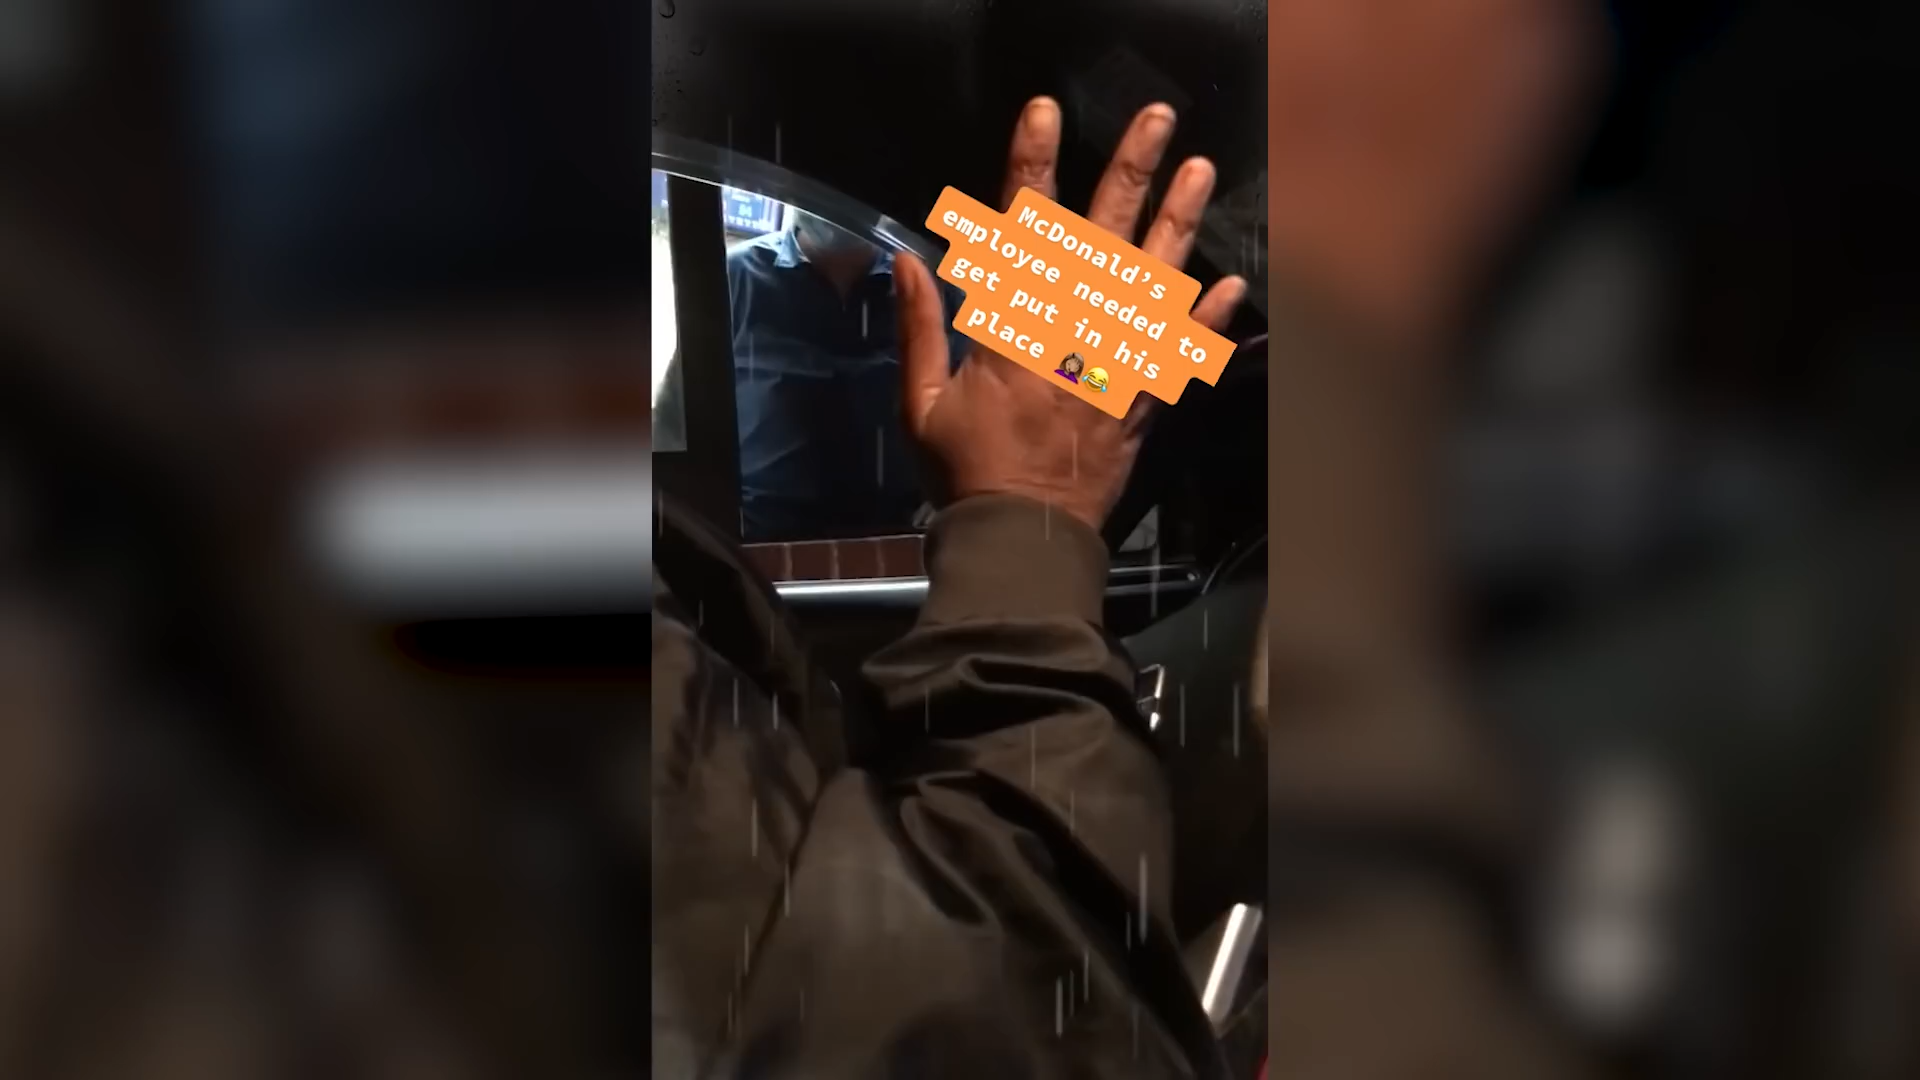 McDonald’s
employee needed to
get put in his
place 🤦🏽‍♀️😂